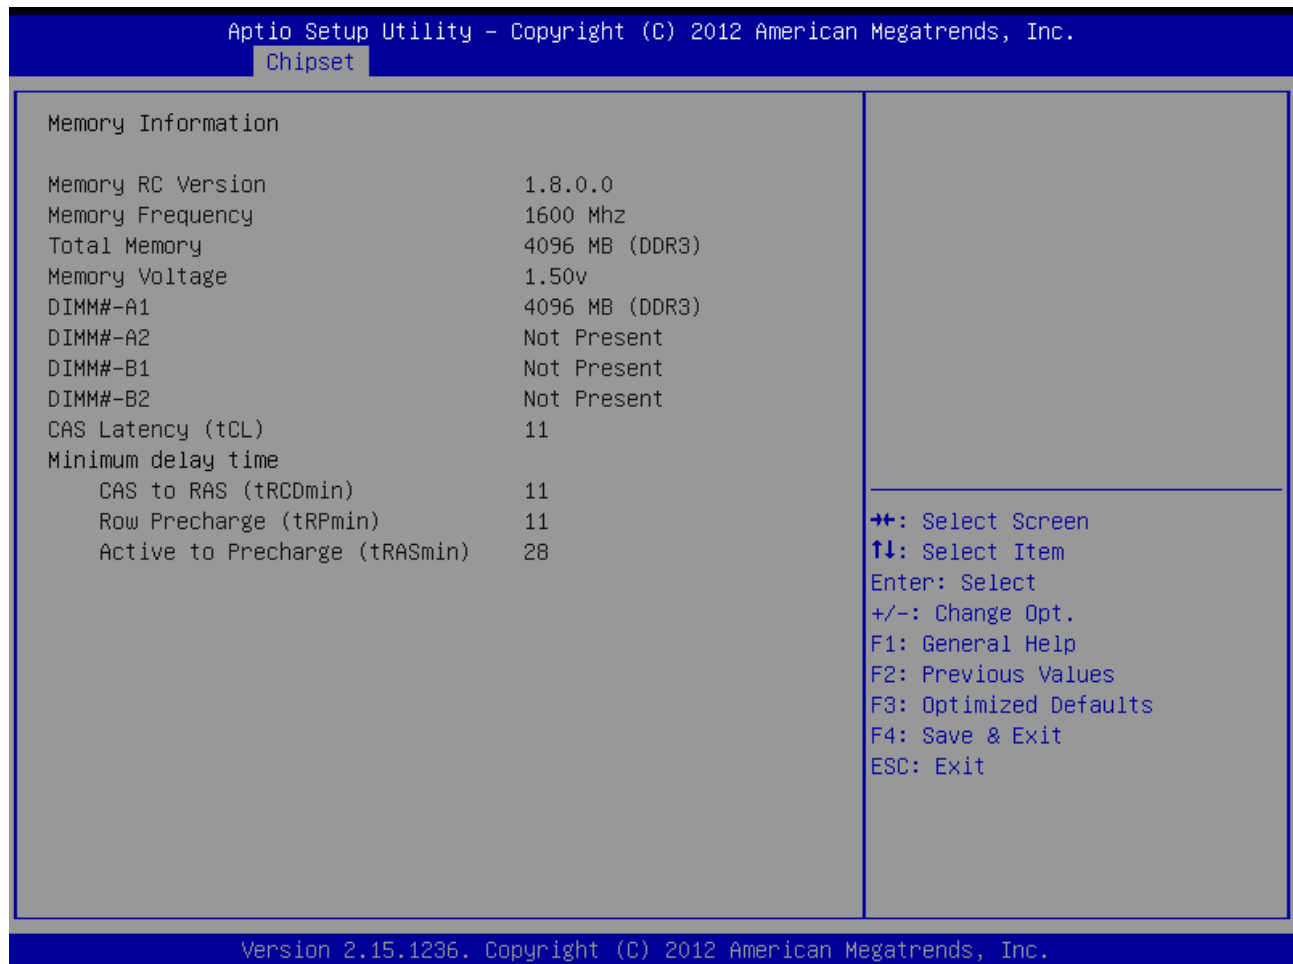 Aptio Setup Utility – Copyright (C) 2012 American Megatrends, Inc.
Chipset
Memory Information
Memory RC Version 1.8.0.0
Memory Frequency 1600 Mhz
Total Memory 4096 MB (DDR3)
Memory Voltage 1.50v
DIMM#-A1 4096 MB (DDR3)
DIMM#-A2 Not Present
DIMM#-B1 Not Present
DIMM#-B2 Not Present
CAS Latency (tCL) 11
Minimum delay time
CAS to RAS (tRCDmin) 11
Row Precharge (tRPmin) 11
Active to Precharge (tRASmin) 28
→←: Select Screen
↑↓: Select Item
Enter: Select
+/-: Change Opt.
F1: General Help
F2: Previous Values
F3: Optimized Defaults
F4: Save & Exit
ESC: Exit
Version 2.15.1236. Copyright (C) 2012 American Megatrends, Inc.